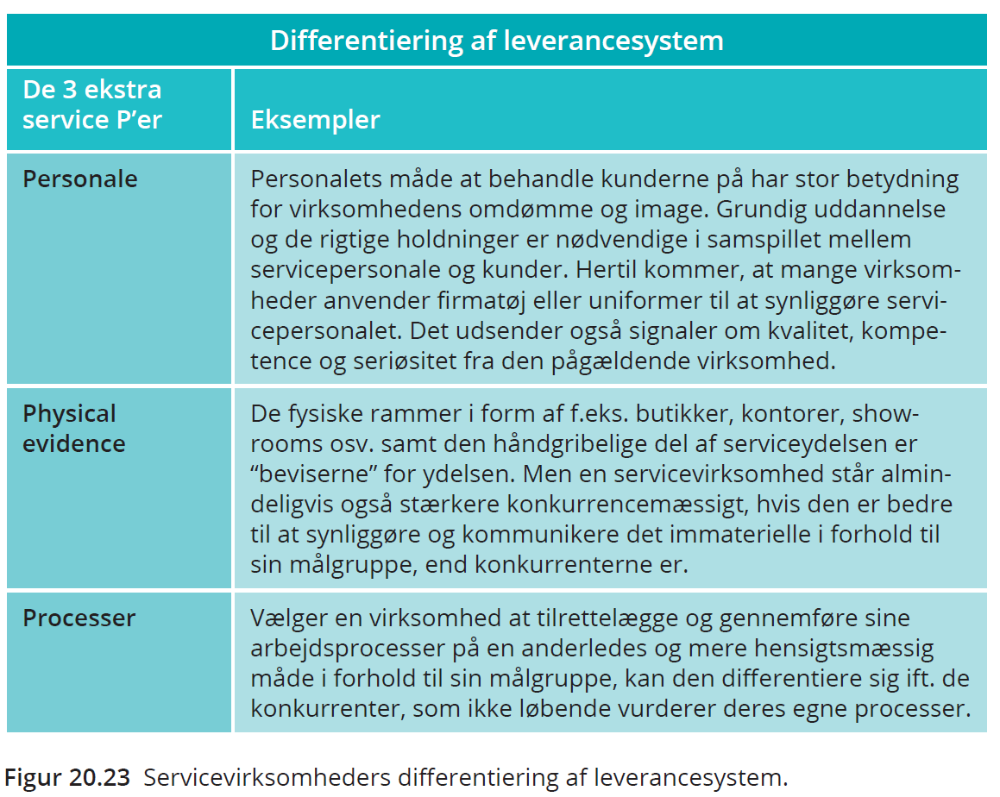 Differentiering af leverancesystem
De 3 ekstra
service P’er
Eksempler
Personale
Personalets måde at behandle kunderne på har stor betydning
for virksomhedens omdømme og image. Grundig uddannelse
og de rigtige holdninger er nødvendige i samspillet mellem
servicepersonale og kunder. Hertil kommer, at mange virksom-
heder anvender firmatøj eller uniformer til at synliggøre servi-
cepersonalet. Det udsender også signaler om kvalitet, kompe-
tence og seriøsitet fra den pågældende virksomhed.
Physical
evidence
De fysiske rammer i form af f.eks. butikker, kontorer, show-
rooms osv. samt den håndgribelige del af serviceydelsen er
“beviserne” for ydelsen. Men en servicevirksomhed står almin-
deligvis også stærkere konkurrencemæssigt, hvis den er bedre
til at synliggøre og kommunikere det immaterielle i forhold til
sin målgruppe, end konkurrenterne er.
Processer
Vælger en virksomhed at tilrettelægge og gennemføre sine
arbejdsprocesser på en anderledes og mere hensigtsmæssig
måde i forhold til sin målgruppe, kan den differentiere sig ift. de
konkurrenter, som ikke løbende vurderer deres egne processer.
Figur 20.23 Servicevirksomheders differentiering af leverancesystem.